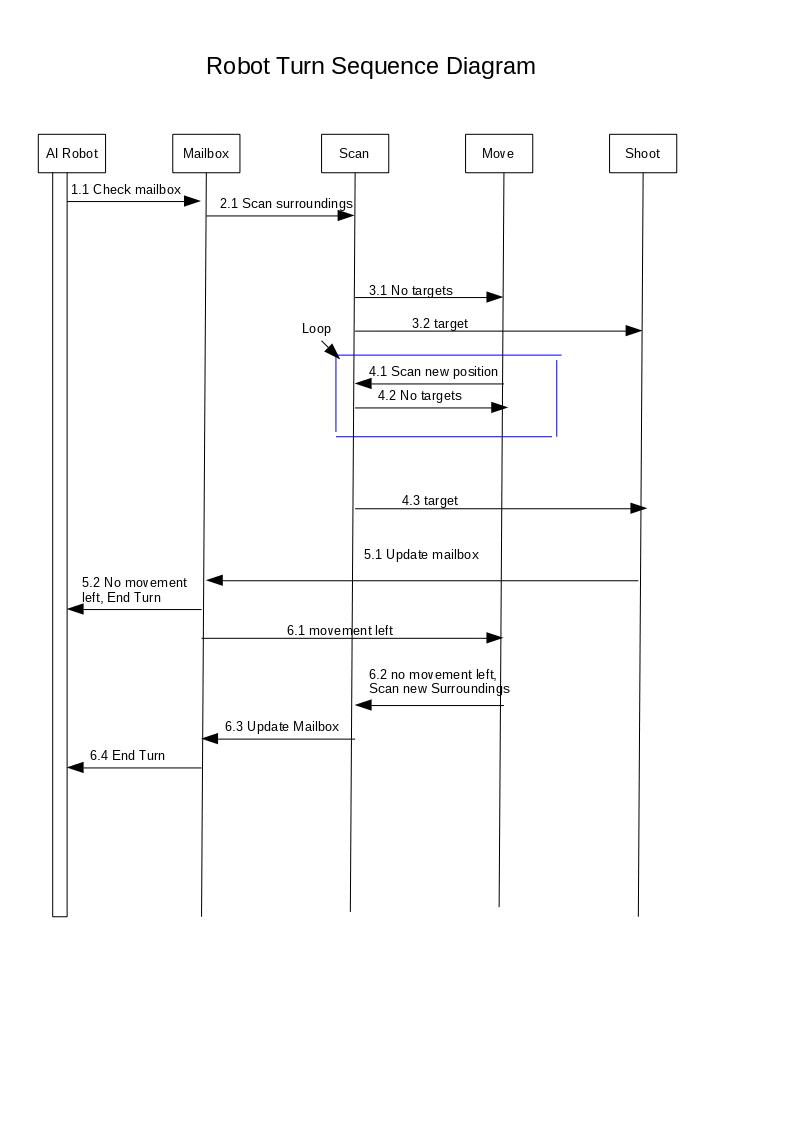 Robot Turn Sequence Diagram
AI Robot
Mailbox
Scan
Move
Shoot
1.1 Check mailbox
2.1 Scan surroundings
3.1 No targets
3.2 target
Loop
4.1 Scan new position
4.2 No targets
4.3 target
5.1 Update mailbox
5.2 No movement
left, End Turn
6.1 movement left
6.2 no movement left,
Scan new Surroundings
6.3 Update Mailbox
6.4 End Turn